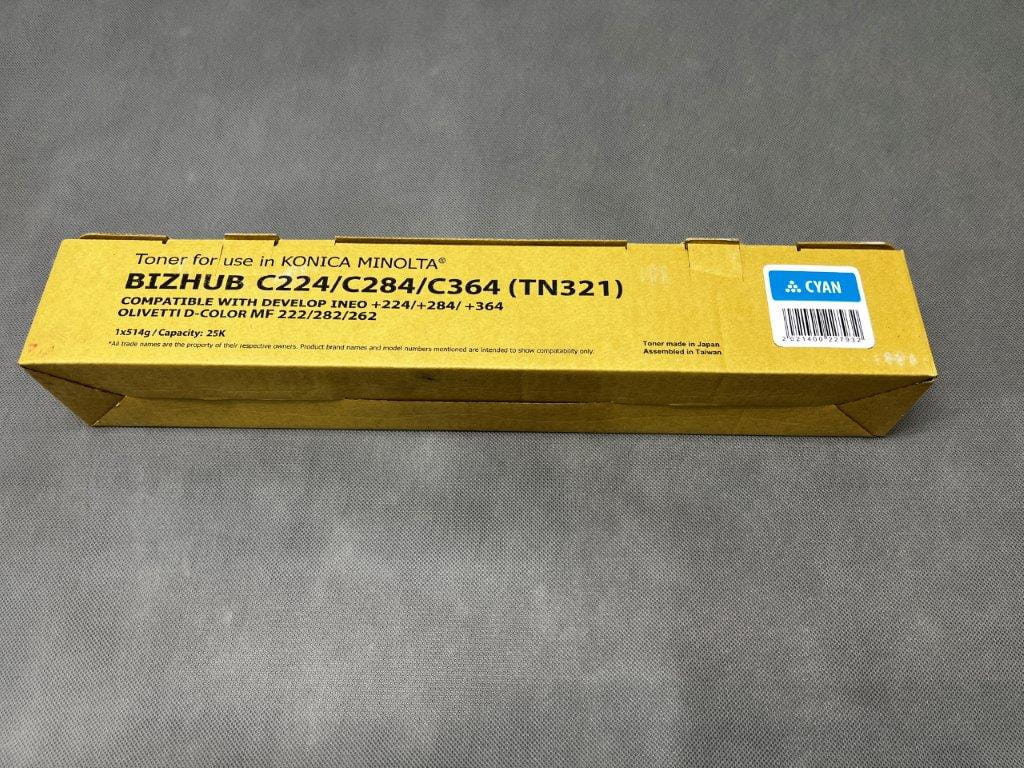 Toner for use in KONICA MINOLTA®
BIZHUB C224/C284/C364 (TN321)
COMPATIBLE WITH DEVELOP INEO +224/+284/ +364
OLIVETTI D-COLOR MF 222/282/262
1x514g / Capacity: 25K
*All trade names are the property of their respective owners. Product brand names and model numbers mentioned are intended to show compatability only.
Toner made in Japan
Assembled in Taiwan
CYAN
2 021400 227932